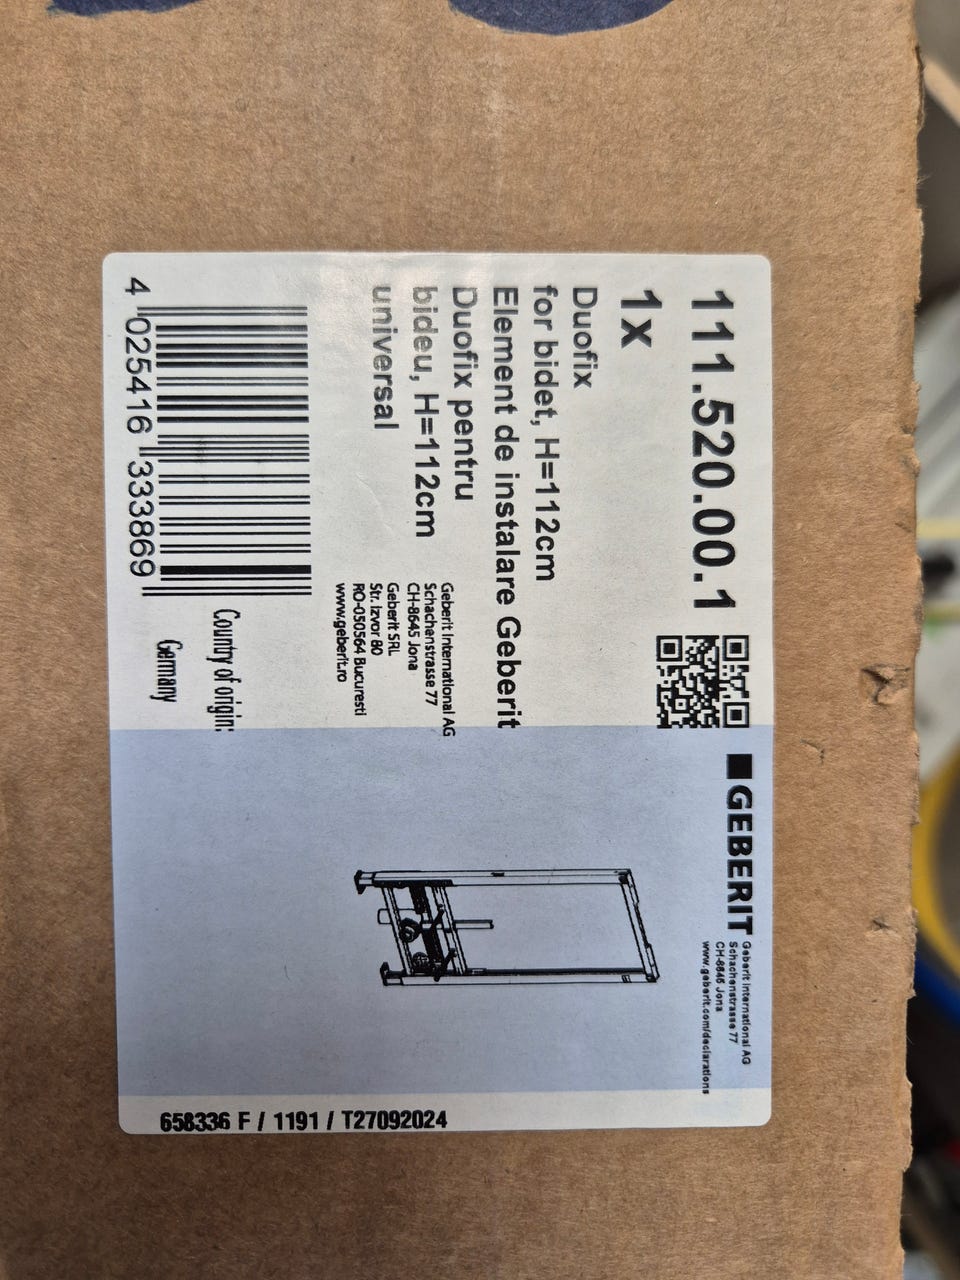 111.520.00.1
1x
Duofix
for bidet, H=112cm
Element de instalare Geberit
Duofix pentru
bideu, H=112cm
universal
Geberit International AG
Schachenstrasse 77
CH-8645 Jona
Geberit SRL
Str. Izvor 80
RO-050564 Bucuresti
www.geberit.ro
4 025416 333869
Country of origin:
Germany
GEBERIT
Geberit International AG
Schachenstrasse 77
CH-8645 Jona
www.geberit.com/declarations
658336 F / 1191 / T27092024